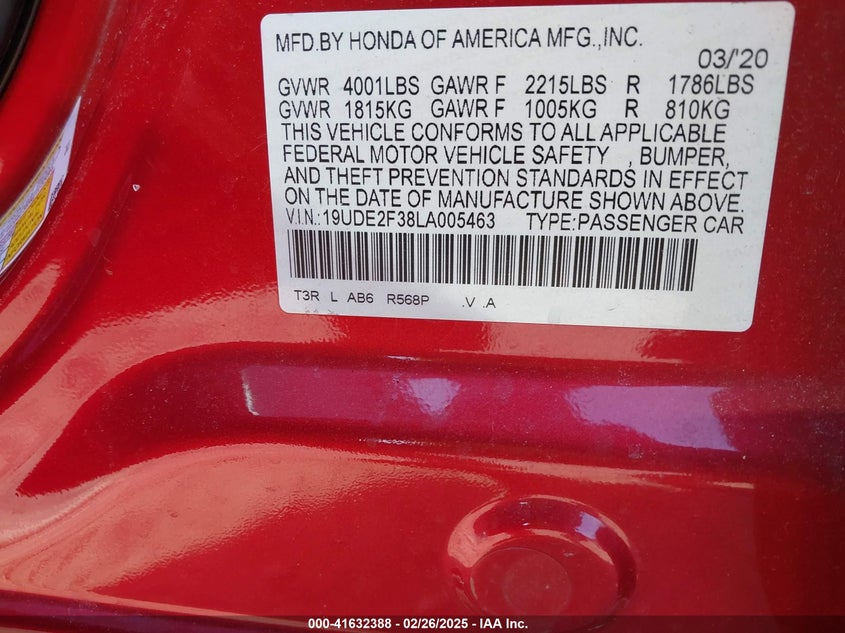 MFD.BY HONDA OF AMERICA MFG.,INC.
03/'20
GVWR 4001LBS GAWR F 2215LBS R 1786LBS
GVWR 1815KG GAWR F 1005KG R 810KG
THIS VEHICLE CONFORMS TO ALL APPLICABLE
FEDERAL MOTOR VEHICLE SAFETY , BUMPER,
AND THEFT PREVENTION STANDARDS IN EFFECT
ON THE DATE OF MANUFACTURE SHOWN ABOVE.
V.I.N.:19UDE2F38LA005463 TYPE:PASSENGER CAR
T3R L AB6 R568P .V .A
000-41632388 - 02/26/2025 - IAA Inc.